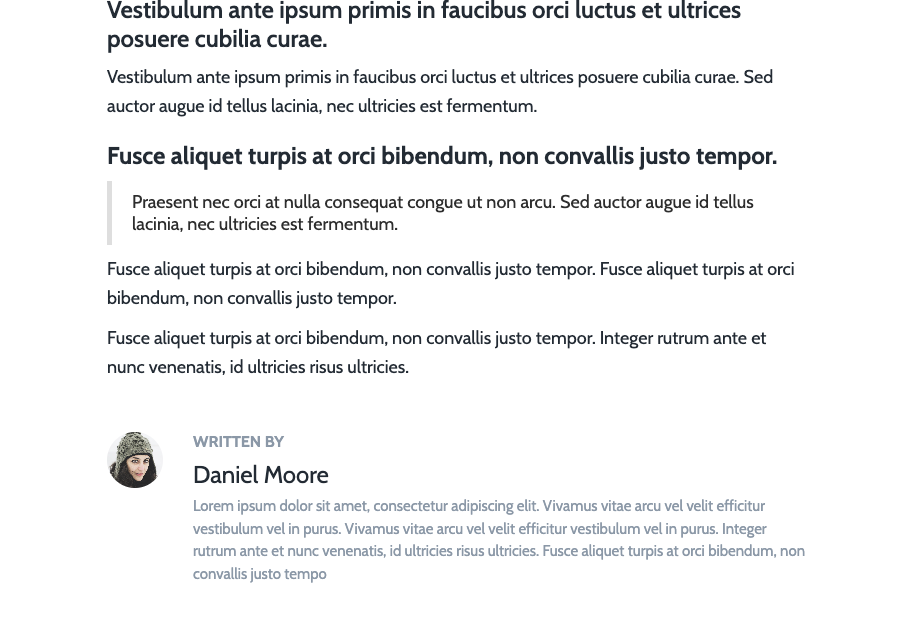 Vestibulum ante ipsum primis in faucibus orci luctus et ultrices
posuere cubilia curae.
Vestibulum ante ipsum primis in faucibus orci luctus et ultrices posuere cubilia curae. Sed
auctor augue id tellus lacinia, nec ultricies est fermentum.
Fusce aliquet turpis at orci bibendum, non convallis justo tempor.
Praesent nec orci at nulla consequat congue ut non arcu. Sed auctor augue id tellus
lacinia, nec ultricies est fermentum.
Fusce aliquet turpis at orci bibendum, non convallis justo tempor. Fusce aliquet turpis at orci
bibendum, non convallis justo tempor.
Fusce aliquet turpis at orci bibendum, non convallis justo tempor. Integer rutrum ante et
nunc venenatis, id ultricies risus ultricies.
WRITTEN BY
Daniel Moore
Lorem ipsum dolor sit amet, consectetur adipiscing elit. Vivamus vitae arcu vel velit efficitur
vestibulum vel in purus. Vivamus vitae arcu vel velit efficitur vestibulum vel in purus. Integer
rutrum ante et nunc venenatis, id ultricies risus ultricies. Fusce aliquet turpis at orci bibendum, non
convallis justo tempo